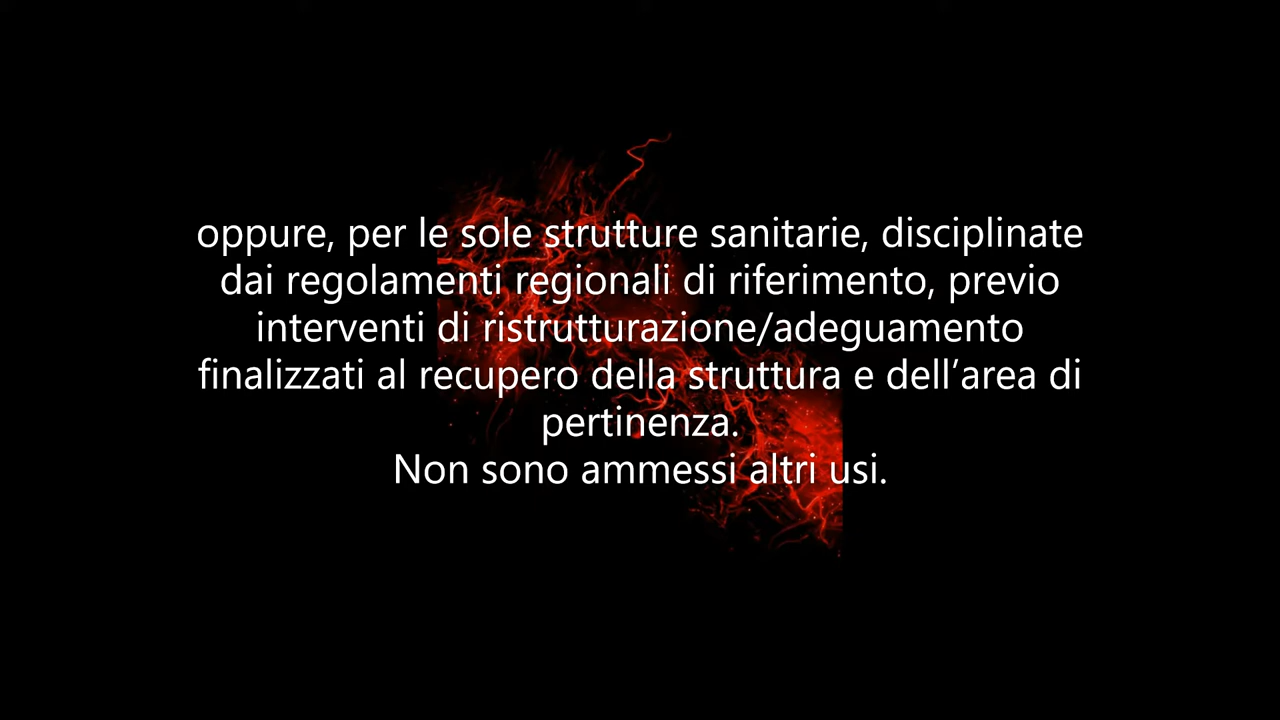 oppure, per le sole strutture sanitarie, disciplinate
dai regolamenti regionali di riferimento, previo
interventi di ristrutturazione/adeguamento
finalizzati al recupero della struttura e dell’area di
pertinenza.
Non sono ammessi altri usi.